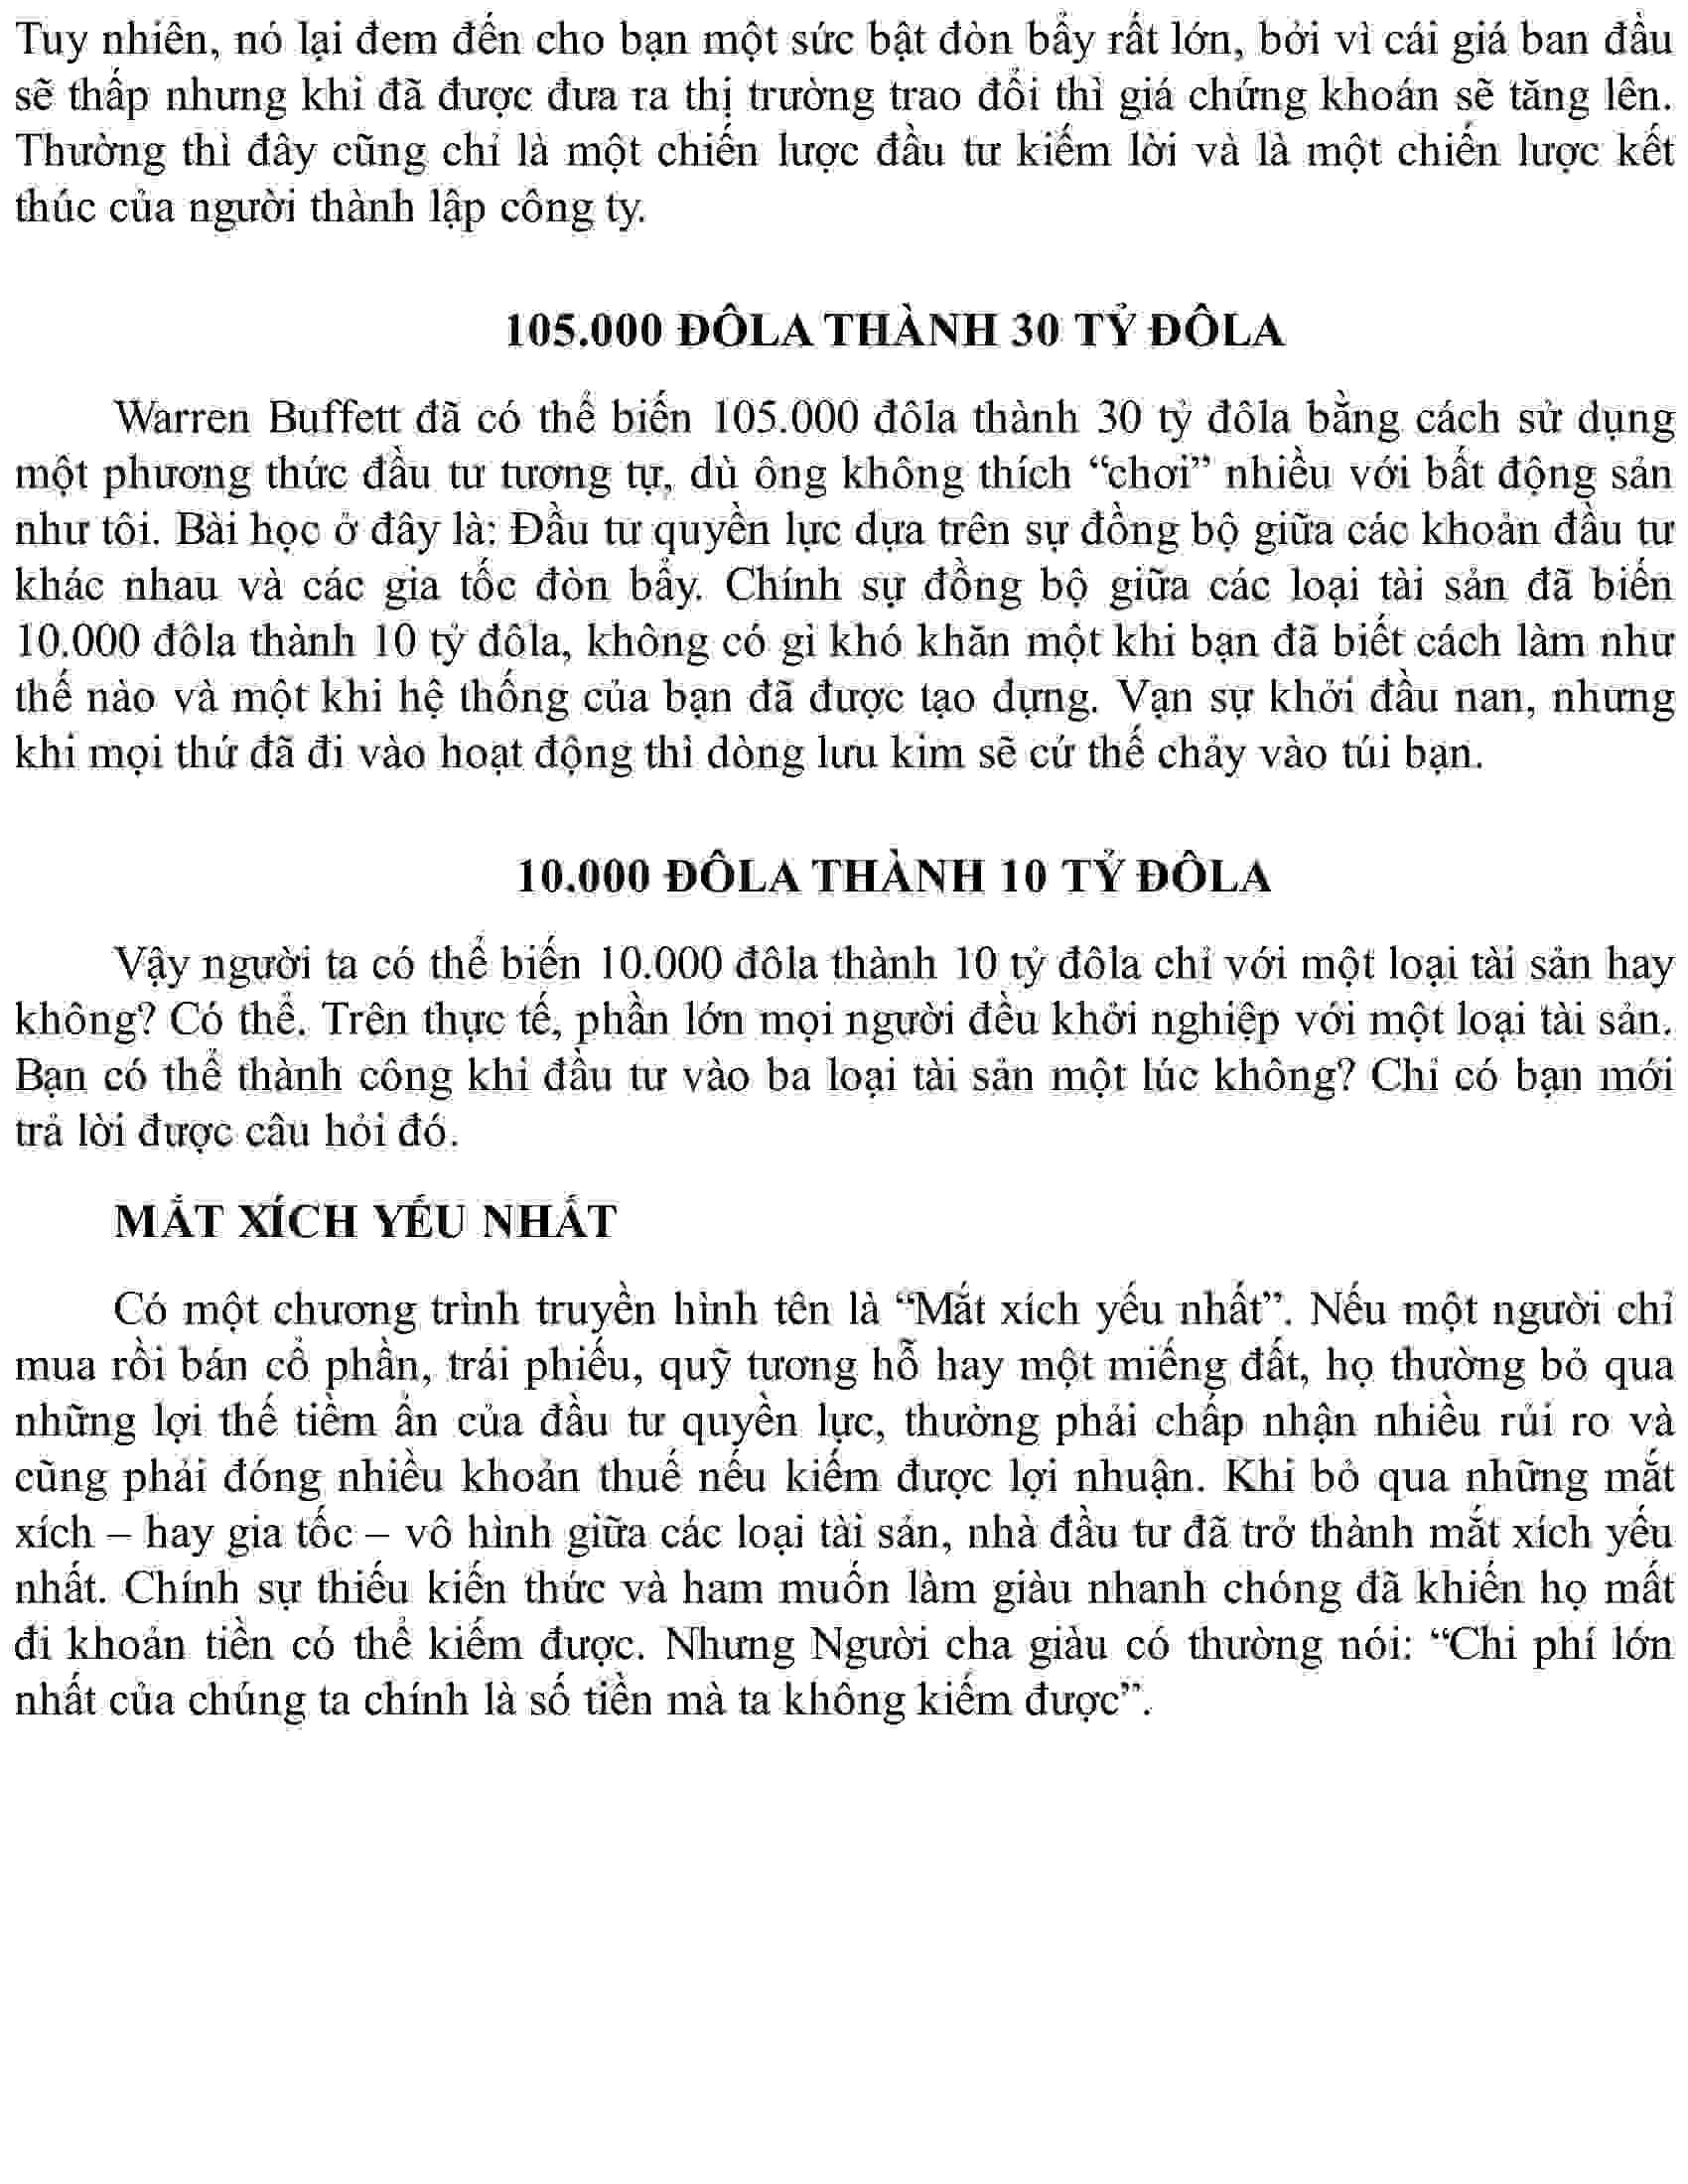 Tuy nhiên, nó lại đem đến cho bạn một sức bật đòn bẩy rất lớn, bởi vì cái giá ban đầu
sẽ thấp nhưng khi đã được đưa ra thị trường trao đổi thì giá chứng khoán sẽ tăng lên.
Thường thì đây cũng chỉ là một chiến lược đầu tư kiếm lời và là một chiến lược kết
thúc của người thành lập công ty.
105.000 ĐÔLA THÀNH 30 TỶ ĐÔLA
Warren Buffett đã có thể biến 105.000 đôla thành 30 tỷ đôla bằng cách sử dụng
một phương thức đầu tư tương tự, dù ông không thích “chơi” nhiều với bất động sản
như tôi. Bài học ở đây là: Đầu tư quyền lực dựa trên sự đồng bộ giữa các khoản đầu tư
khác nhau và các gia tốc đòn bẩy. Chính sự đồng bộ giữa các loại tài sản đã biến
10.000 đôla thành 10 tỷ đôla, không có gì khó khăn một khi bạn đã biết cách làm như
thế nào và một khi hệ thống của bạn đã được tạo dựng. Vạn sự khởi đầu nan, nhưng
khi mọi thứ đã đi vào hoạt động thì dòng lưu kim sẽ cứ thế chảy vào túi bạn.
10.000 ĐÔLA THÀNH 10 TỶ ĐÔLA
Vậy người ta có thể biến 10.000 đôla thành 10 tỷ đôla chỉ với một loại tài sản hay
không? Có thể. Trên thực tế, phần lớn mọi người đều khởi nghiệp với một loại tài sản.
Bạn có thể thành công khi đầu tư vào ba loại tài sản một lúc không? Chỉ có bạn mới
trả lời được câu hỏi đó.
MẮT XÍCH YẾU NHẤT
Có một chương trình truyền hình tên là “Mắt xích yếu nhất”. Nếu một người chỉ
mua rồi bán cổ phần, trái phiếu, quỹ tương hỗ hay một miếng đất, họ thường bỏ qua
những lợi thế tiềm ẩn của đầu tư quyền lực, thường phải chấp nhận nhiều rủi ro và
cũng phải đóng nhiều khoản thuế nếu kiếm được lợi nhuận. Khi bỏ qua những mắt
xích – hay gia tốc – vô hình giữa các loại tài sản, nhà đầu tư đã trở thành mắt xích yếu
nhất. Chính sự thiếu kiến thức và ham muốn làm giàu nhanh chóng đã khiến họ mất
đi khoản tiền có thể kiếm được. Nhưng Người cha giàu có thường nói: “Chi phí lớn
nhất của chúng ta chính là số tiền mà ta không kiếm được”.